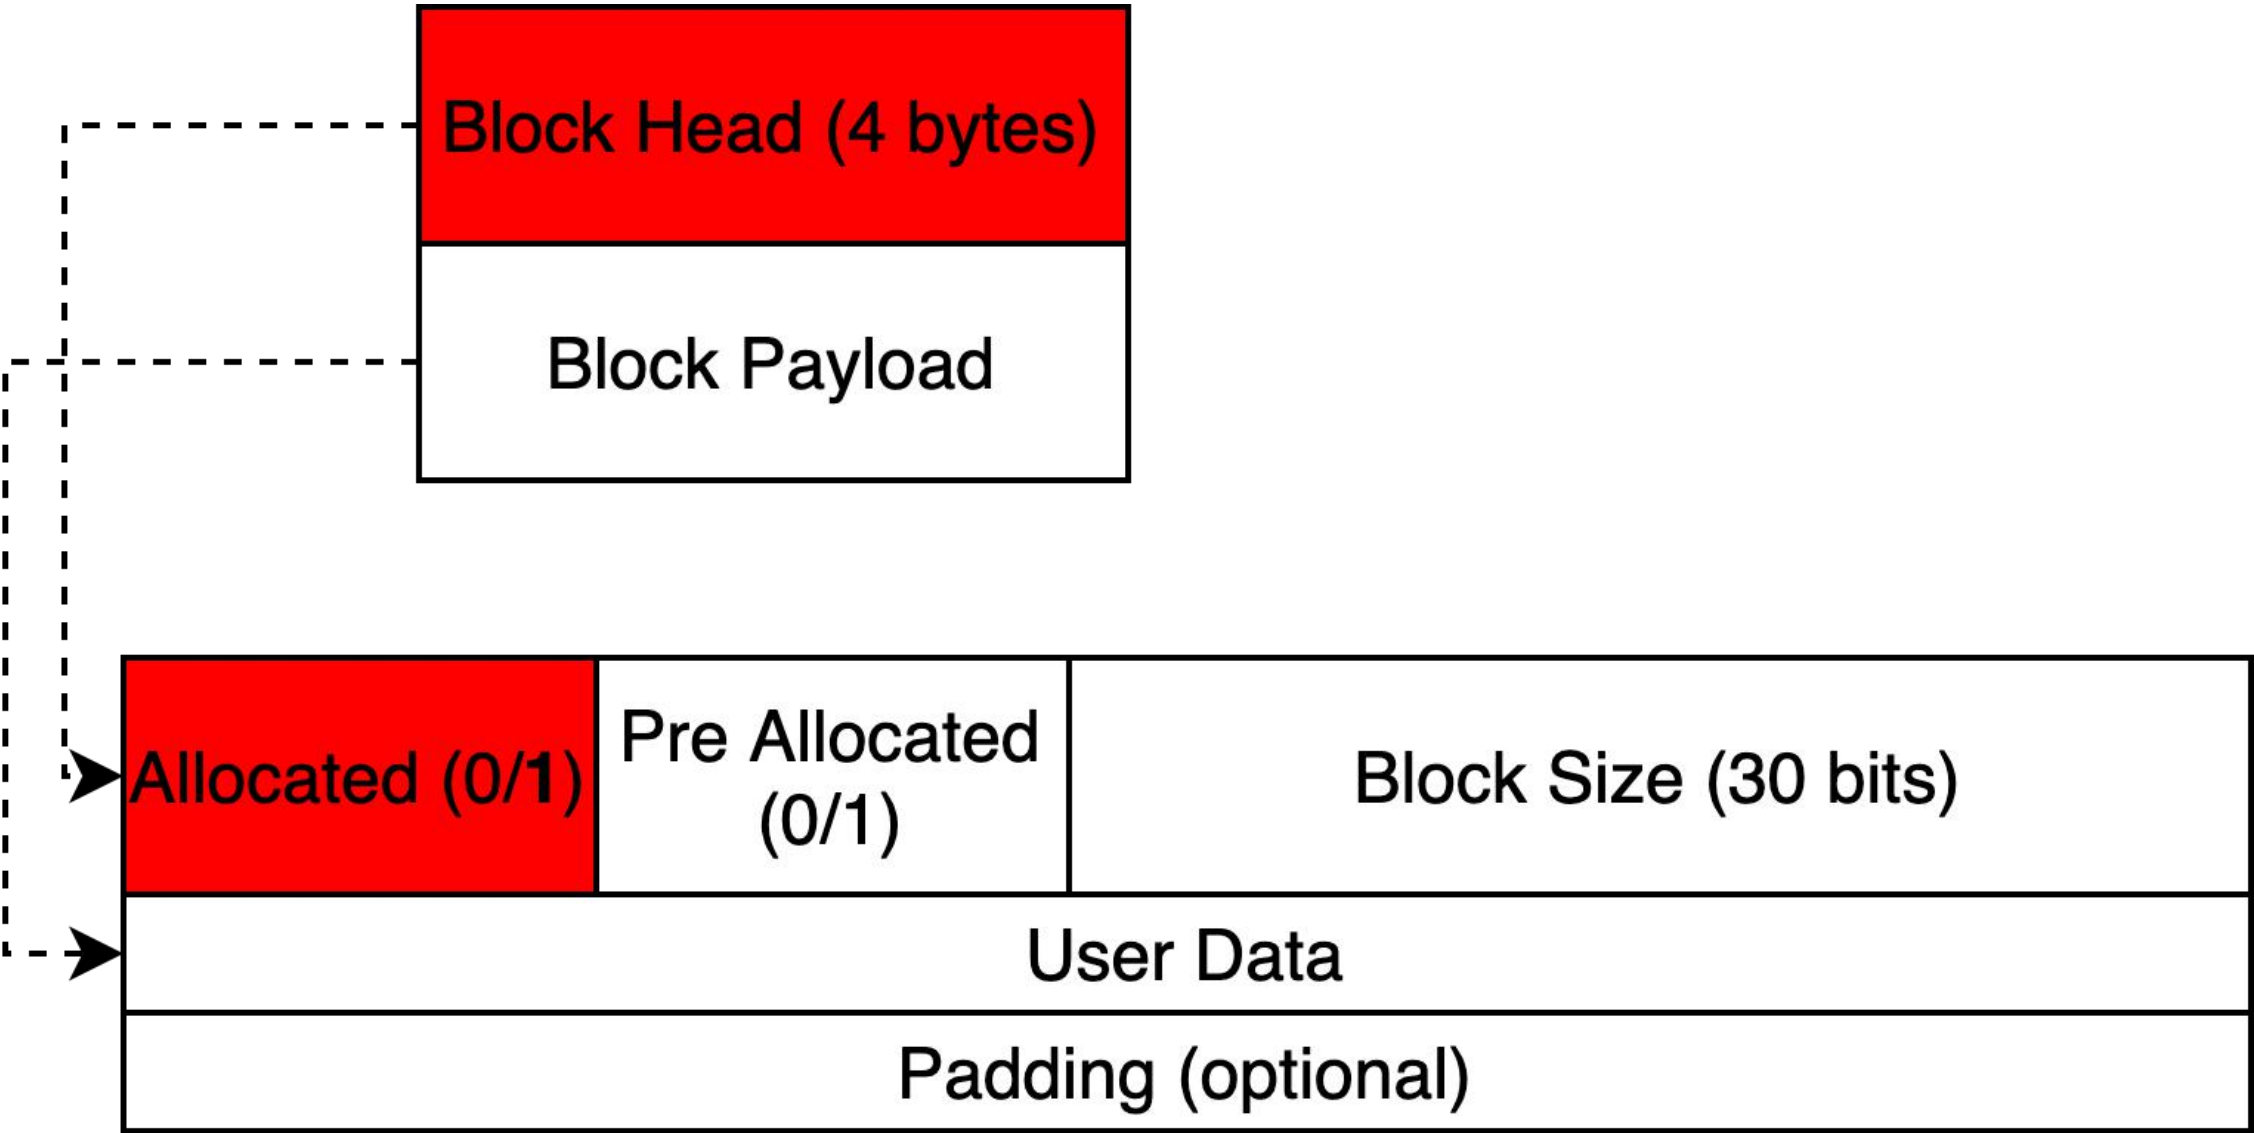 Block Head (4 bytes)
Block Payload
Allocated (0/1)
Pre Allocated
(0/1)
Block Size (30 bits)
User Data
Padding (optional)